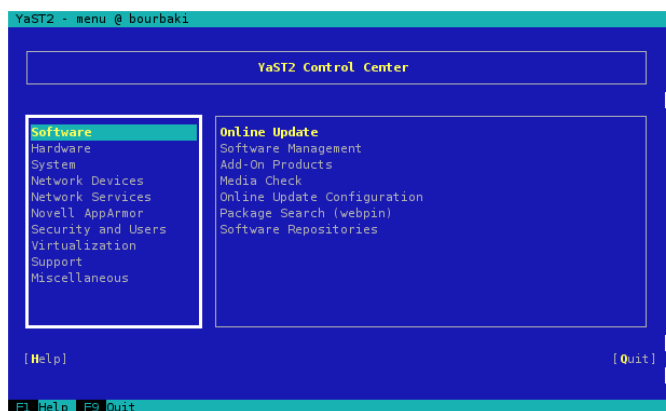 YaST2 - menu @ bourbaki
YaST2 Control Center
Software
Hardware
System
Network Devices
Network Services
Novell AppArmor
Security and Users
Virtualization
Support
Miscellaneous
Online Update
Software Management
Add-On Products
Media Check
Online Update Configuration
Package Search (webpin)
Software Repositories
[Help] [Quit]
F1 Help F9 Quit